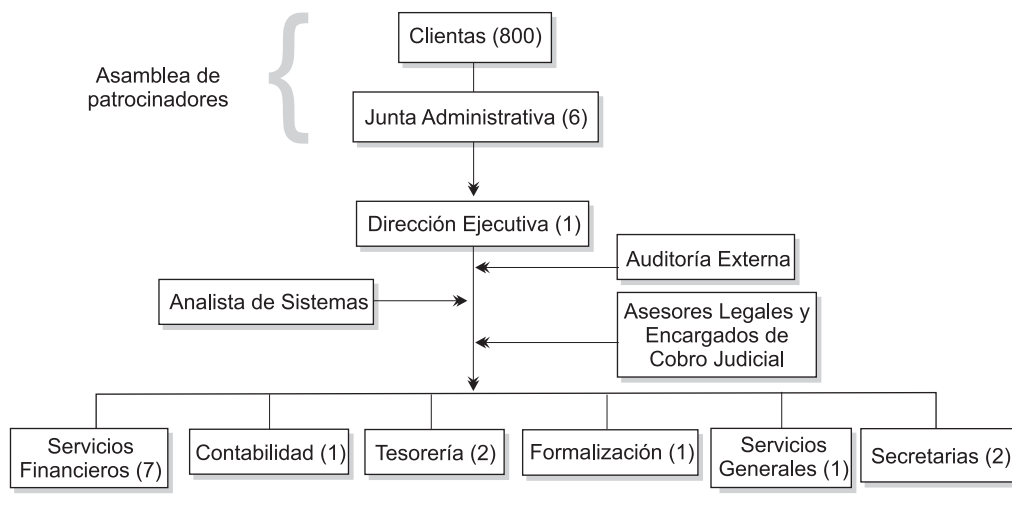 Clientas (800)
Asamblea de
patrocinadores
Junta Administrativa (6)
Dirección Ejecutiva (1)
Auditoría Externa
Analista de Sistemas
Asesores Legales y
Encargados de
Cobro Judicial
Servicios
Financieros (7)
Contabilidad (1)
Tesorería (2)
Formalización (1)
Servicios
Generales (1)
Secretarias (2)